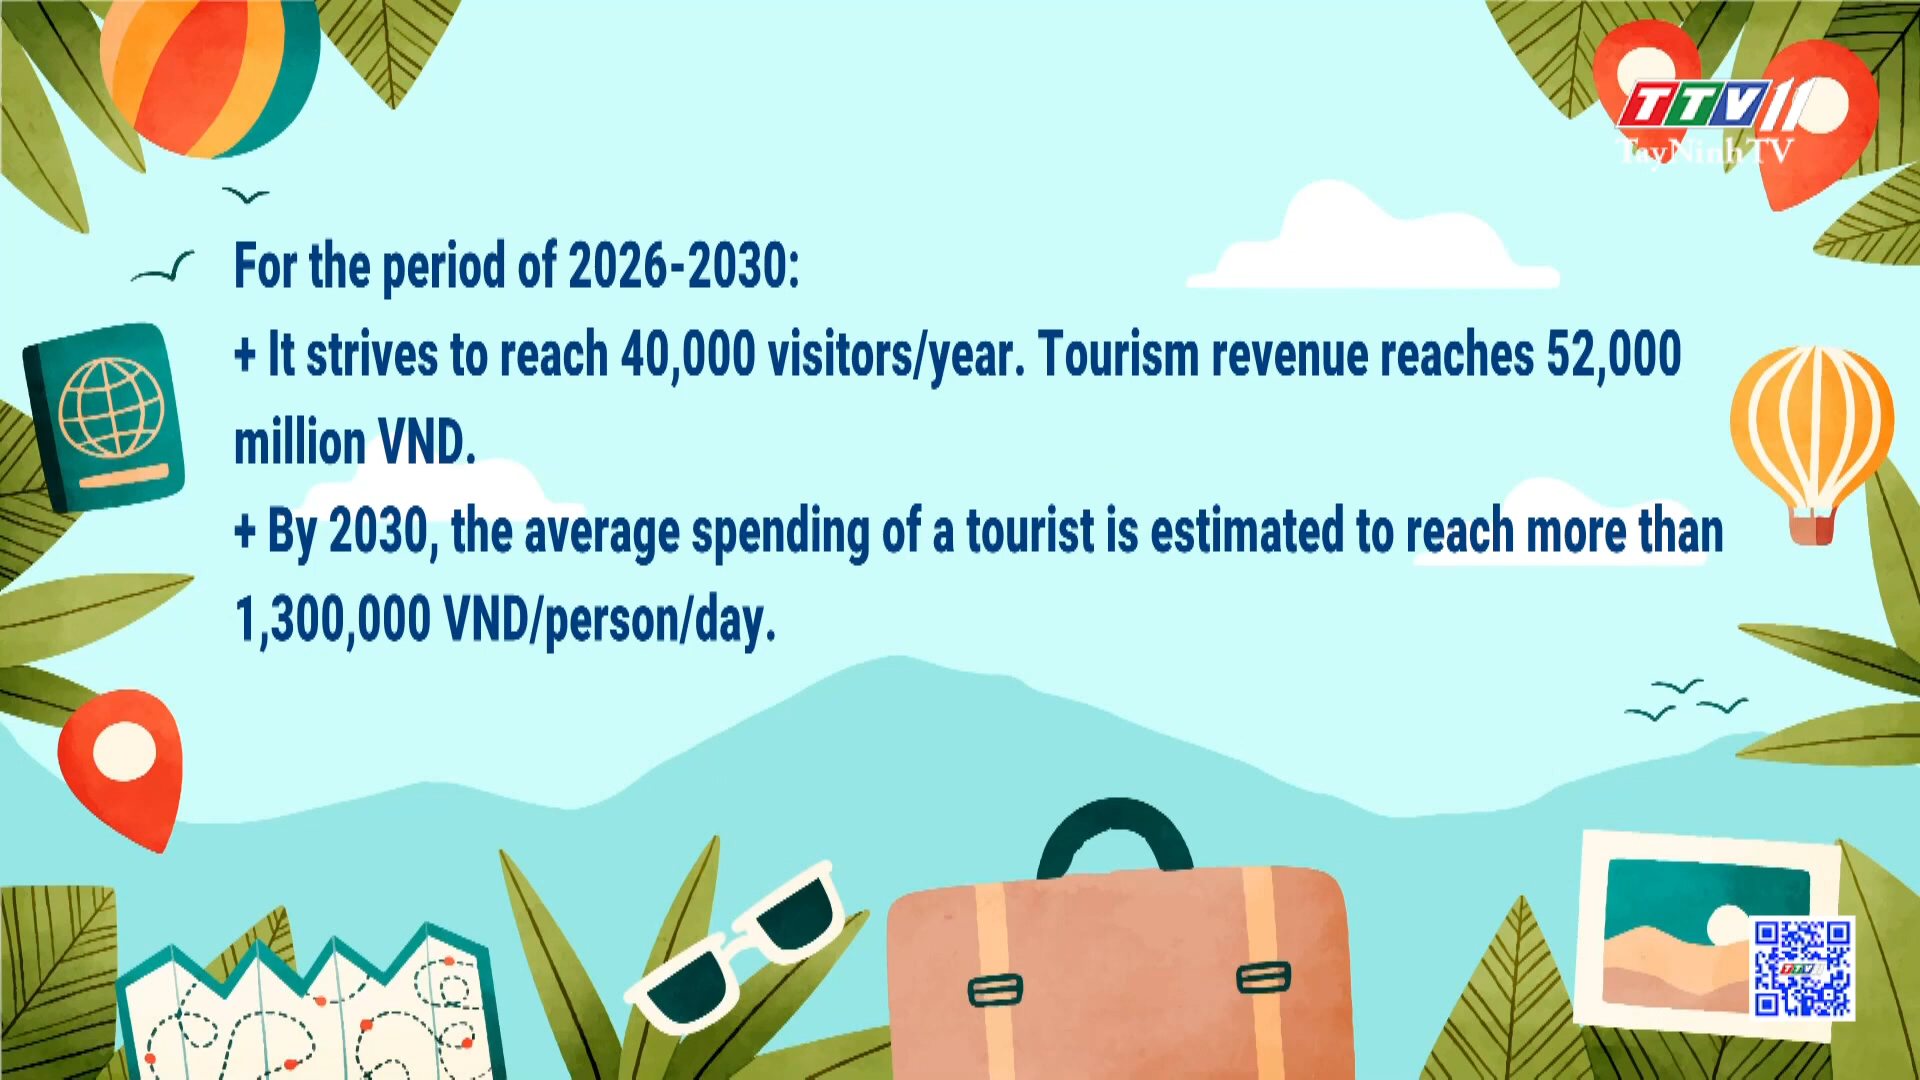 TTV11
TayNinhTV
For the period of 2026-2030:
+ It strives to reach 40,000 visitors/year. Tourism revenue reaches 52,000
million VND.
+ By 2030, the average spending of a tourist is estimated to reach more than
1,300,000 VND/person/day.
TTV11